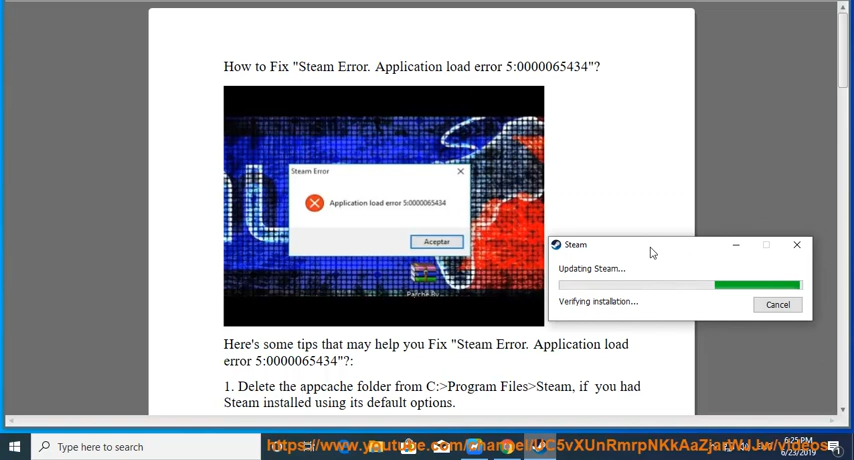 How to Fix "Steam Error. Application load error 5:0000065434"?
Steam Error
Application load error 5:0000065434
Aceptar
Parche By
Steam
Updating Steam...
Verifying installation...
Cancel
Here's some tips that may help you Fix "Steam Error. Application load
error 5:0000065434"?:
1. Delete the appcache folder from C:>Program Files>Steam, if you had
Steam installed using its default options.
Type here to search
6:25 PM
6/23/2019